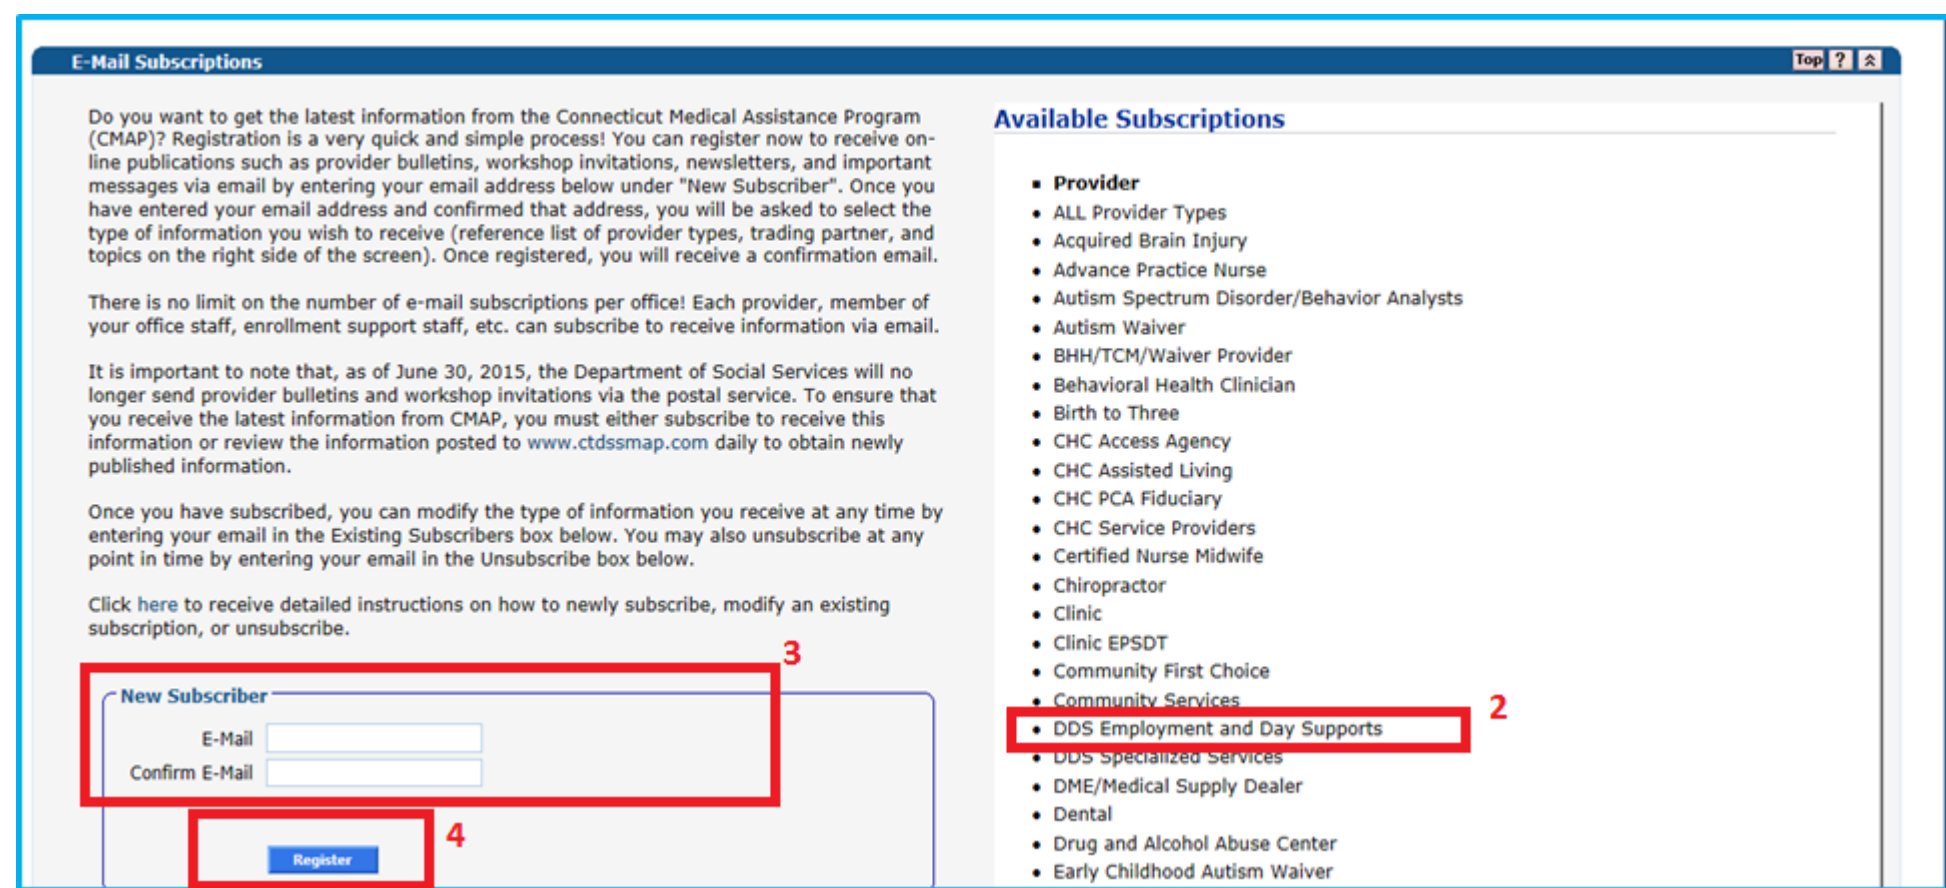 E-Mail Subscriptions
Top ?
Do you want to get the latest information from the Connecticut Medical Assistance Program
(CMAP)? Registration is a very quick and simple process! You can register now to receive on-
line publications such as provider bulletins, workshop invitations, newsletters, and important
messages via email by entering your email address below under "New Subscriber". Once you
have entered your email address and confirmed that address, you will be asked to select the
type of information you wish to receive (reference list of provider types, trading partner, and
topics on the right side of the screen). Once registered, you will receive a confirmation email.
There is no limit on the number of e-mail subscriptions per office! Each provider, member of
your office staff, enrollment support staff, etc. can subscribe to receive information via email.
It is important to note that, as of June 30, 2015, the Department of Social Services will no
longer send provider bulletins and workshop invitations via the postal service. To ensure that
you receive the latest information from CMAP, you must either subscribe to receive this
information or review the information posted to www.ctdssmap.com daily to obtain newly
published information.
Once you have subscribed, you can modify the type of information you receive at any time by
entering your email in the Existing Subscribers box below. You may also unsubscribe at any
point in time by entering your email in the Unsubscribe box below.
Click here to receive detailed instructions on how to newly subscribe, modify an existing
subscription, or unsubscribe.
3
New Subscriber
E-Mail
Confirm E-Mail
4
Register
Available Subscriptions
Provider
ALL Provider Types
Acquired Brain Injury
Advance Practice Nurse
Autism Spectrum Disorder/Behavior Analysts
Autism Waiver
BHH/TCM/Waiver Provider
Behavioral Health Clinician
Birth to Three
CHC Access Agency
CHC Assisted Living
CHC PCA Fiduciary
CHC Service Providers
Certified Nurse Midwife
Chiropractor
Clinic
Clinic EPSDT
Community First Choice
Community Services
2
DDS Employment and Day Supports
DDS Specialized Services
DME/Medical Supply Dealer
Dental
Drug and Alcohol Abuse Center
Early Childhood Autism Waiver